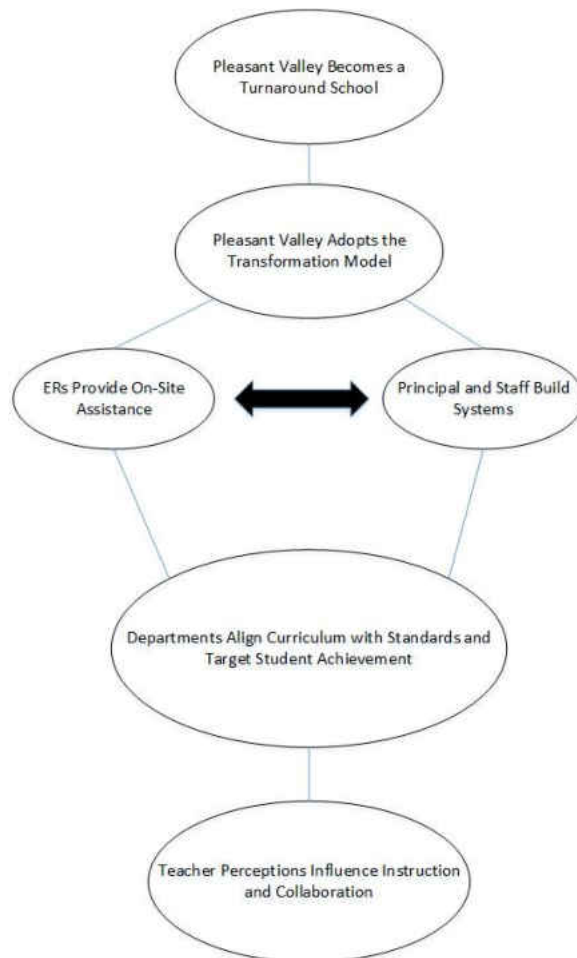 Pleasant Valley Becomes a
Turnaround School
Pleasant Valley Adopts the
Transformation Model
ERs Provide On-Site
Assistance
Principal and Staff Build
Systems
Departments Align Curriculum with Standards and
Target Student Achievement
Teacher Perceptions Influence Instruction
and Collaboration